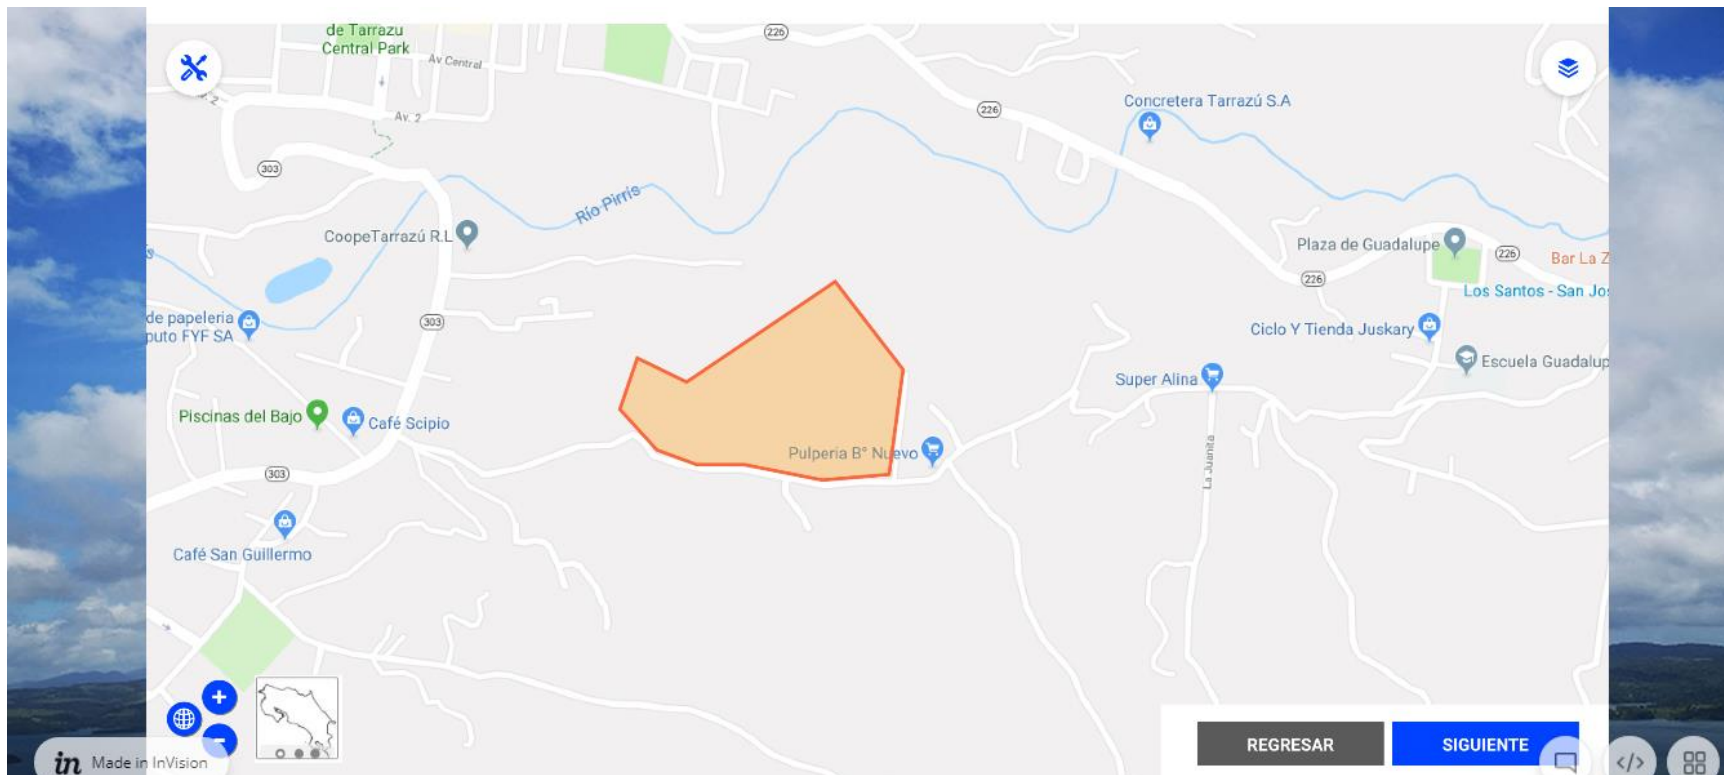 de Tarrazu
Central Park
Av Central
226
Av. 2
226
Concretera Tarrazú S.A
303
Río Pirrís
CoopeTarrazú R.L
Plaza de Guadalupe
226
Bar La Z
226
Los Santos - San Jos
de papeleria
puto FYF SA
303
Ciclo Y Tienda Juskary
Escuela Guadalup
Super Alina
Piscinas del Bajo
Café Scipio
Pulperia B° Nuevo
303
La Juanita
Café San Guillermo
+
-
REGRESAR
SIGUIENTE
in Made in InVision
</>